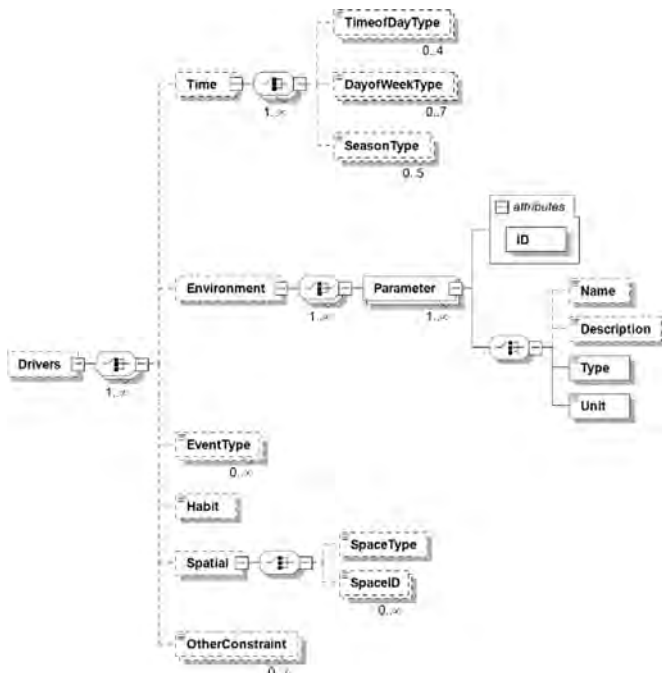 TimeofDayType
0..4
Time
1..∞
DayofWeekType
0..7
SeasonType
0..5
attributes
ID
Environment
1..∞
Parameter
1..∞
Name
Description
Type
Unit
Drivers
1..∞
EventType
0..∞
Habit
Spatial
SpaceType
SpaceID
0..∞
OtherConstraint